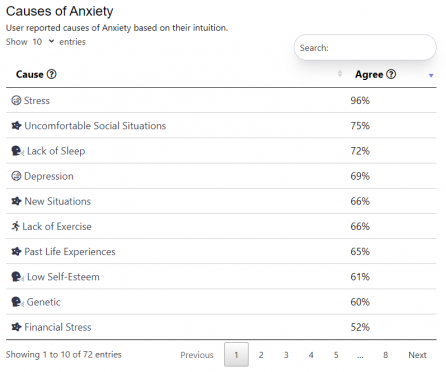 Causes of Anxiety
User reported causes of Anxiety based on their intuition.
Show 10 entries
Search:
Cause Agree
Stress 96%
Uncomfortable Social Situations 75%
Lack of Sleep 72%
Depression 69%
New Situations 66%
Lack of Exercise 66%
Past Life Experiences 65%
Low Self-Esteem 61%
Genetic 60%
Financial Stress 52%
Showing 1 to 10 of 72 entries Previous 1 2 3 4 5 ... 8 Next